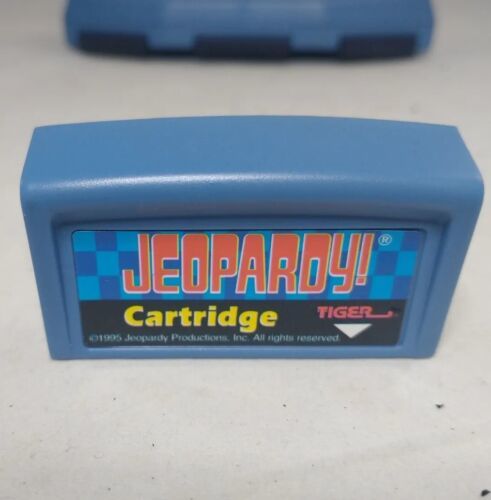 JEOPARDY!®
Cartridge TIGER
©1995 Jeopardy Productions, Inc. All rights reserved.